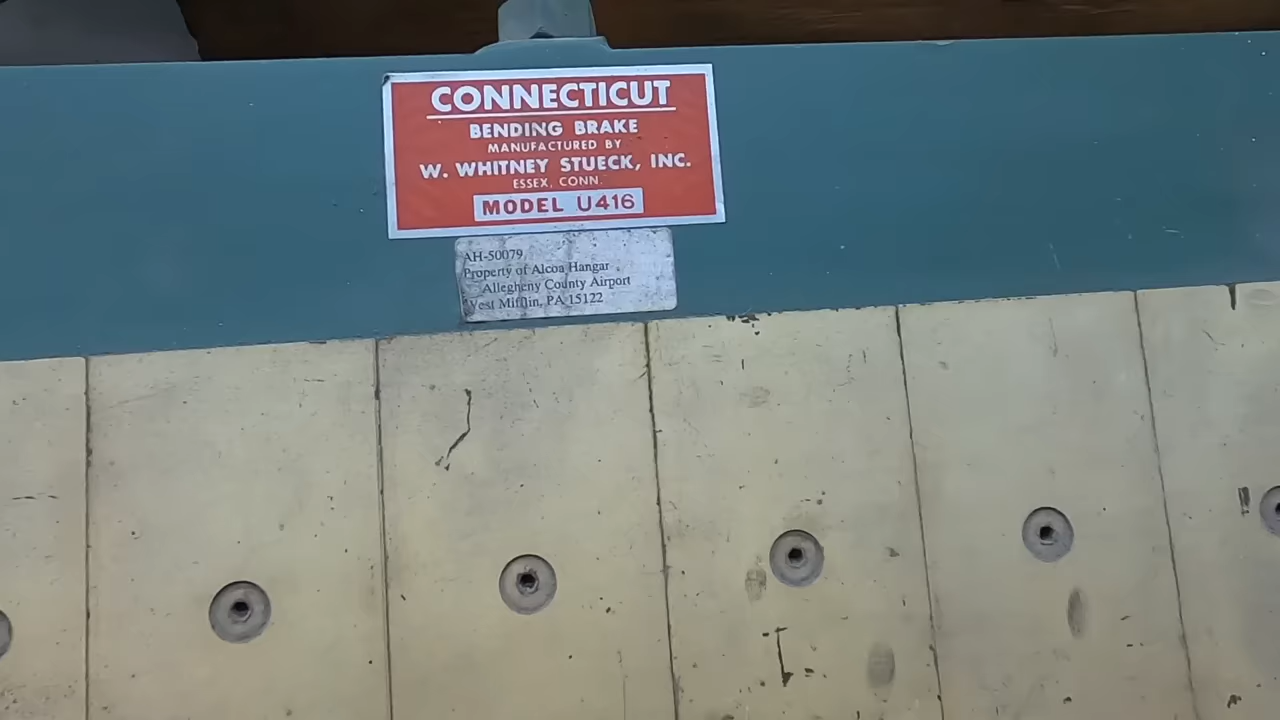 CONNECTICUT
BENDING BRAKE
MANUFACTURED BY
W. WHITNEY STUECK, INC.
ESSEX, CONN.
MODEL U416
AH-50079
Property of Alcoa Hangar
Allegheny County Airport
West Mifflin, PA 15122